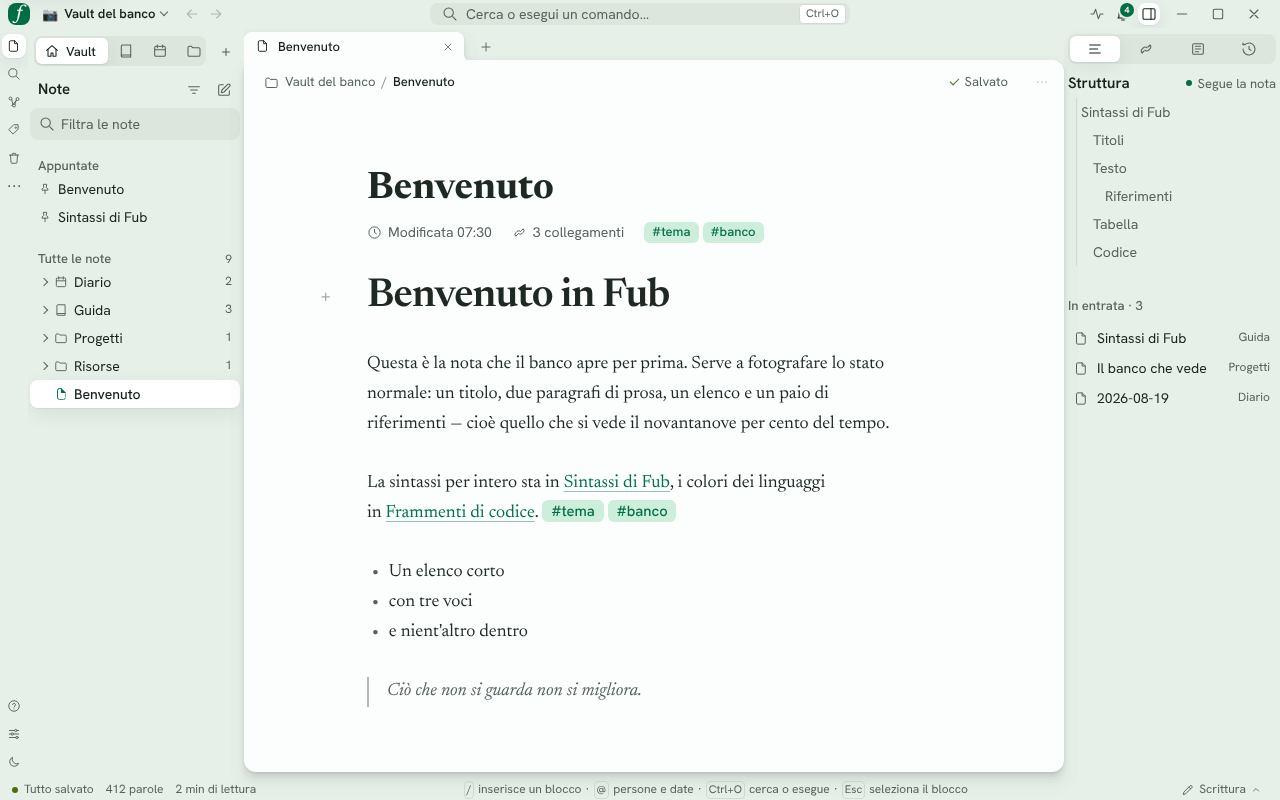 Vault del banco
Cerca o esegui un comando...
Ctrl+O
4
Vault
Benvenuto
Note
Filtra le note
Appuntate
Benvenuto
Sintassi di Fub
Tutte le note 9
Diario 2
Guida 3
Progetti 1
Risorse 1
Benvenuto
Vault del banco / Benvenuto
Salvato
Benvenuto
Modificata 07:30
3 collegamenti
#tema #banco
Benvenuto in Fub
Questa è la nota che il banco apre per prima. Serve a fotografare lo stato
normale: un titolo, due paragrafi di prosa, un elenco e un paio di
riferimenti — cioè quello che si vede il novantanove per cento del tempo.
La sintassi per intero sta in Sintassi di Fub, i colori dei linguaggi
in Frammenti di codice. #tema #banco
• Un elenco corto
• con tre voci
• e nient'altro dentro
Ciò che non si guarda non si migliora.
Struttura
Segue la nota
Sintassi di Fub
Titoli
Testo
Riferimenti
Tabella
Codice
In entrata · 3
Sintassi di Fub Guida
Il banco che vede Progetti
2026-08-19 Diario
Tutto salvato 412 parole 2 min di lettura
/ inserisce un blocco · @ persone e date · Ctrl+O cerca o esegue · Esc seleziona il blocco
Scrittura